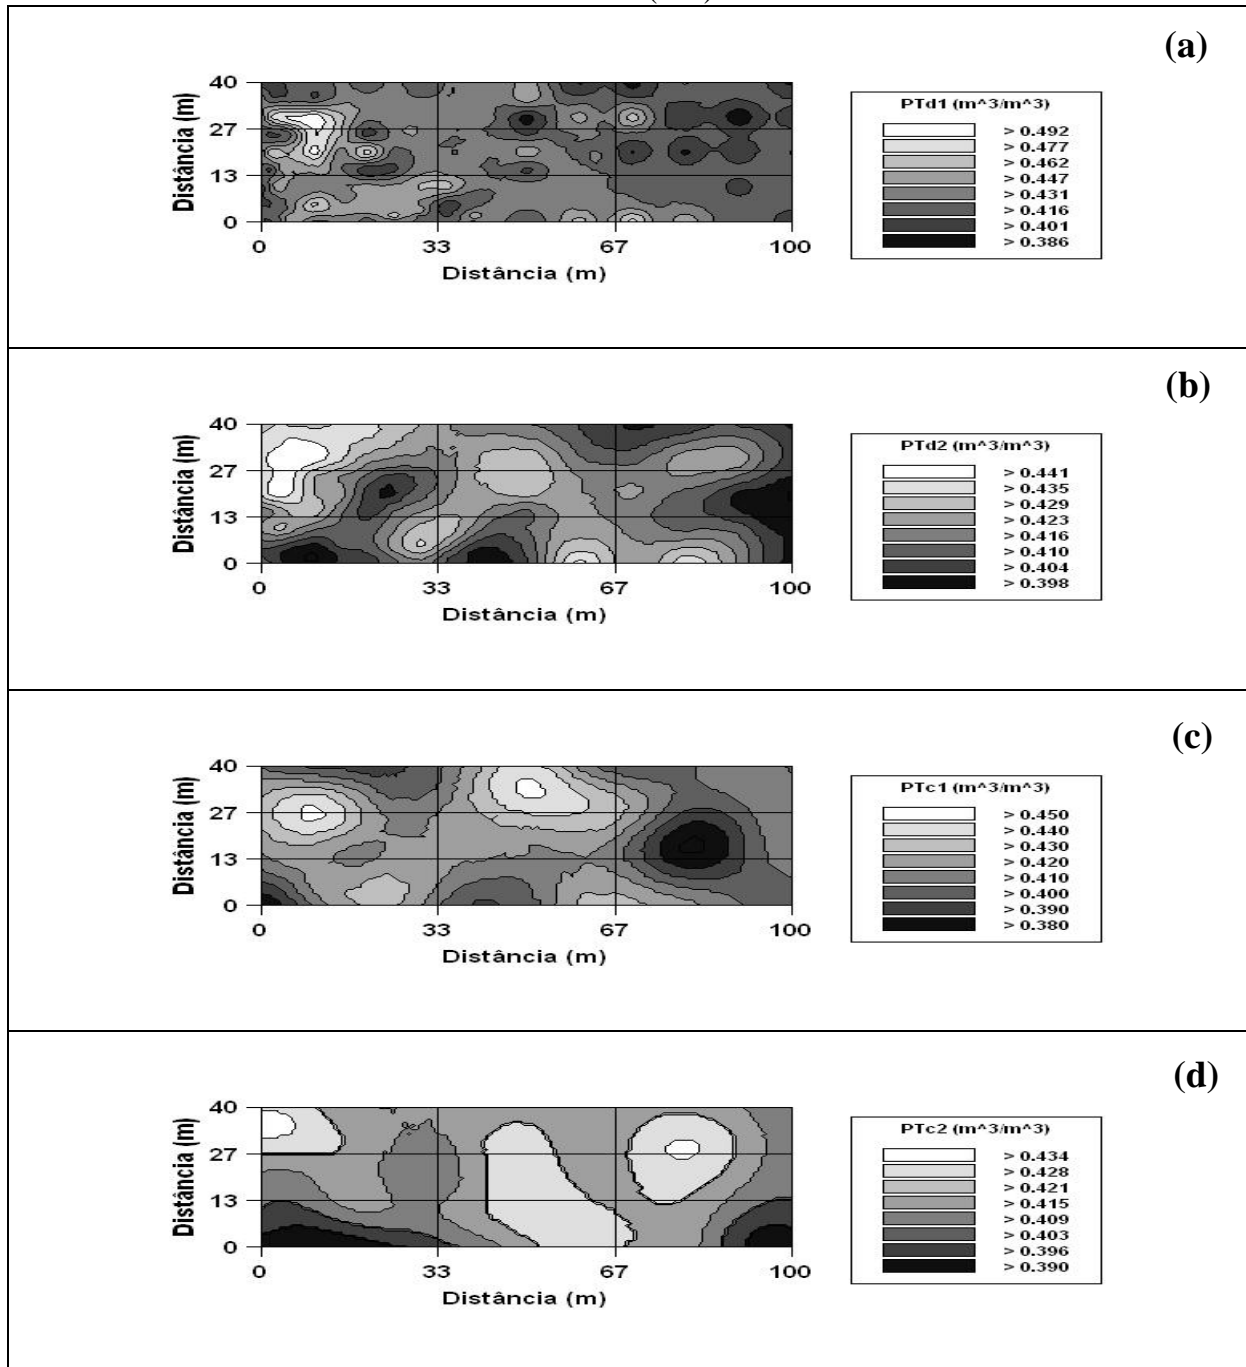 (a)
40
27
13
0
Distância (m)
0 33 67 100
Distância (m)
PTd1 (m^3/m^3)
> 0.492
> 0.477
> 0.462
> 0.447
> 0.431
> 0.416
> 0.401
> 0.386
(b)
40
27
13
0
Distância (m)
0 33 67 100
Distância (m)
PTd2 (m^3/m^3)
> 0.441
> 0.435
> 0.429
> 0.423
> 0.416
> 0.410
> 0.404
> 0.398
(c)
40
27
13
0
Distância (m)
0 33 67 100
Distância (m)
PTc1 (m^3/m^3)
> 0.450
> 0.440
> 0.430
> 0.420
> 0.410
> 0.400
> 0.390
> 0.380
(d)
40
27
13
0
Distância (m)
0 33 67 100
Distância (m)
PTc2 (m^3/m^3)
> 0.434
> 0.428
> 0.421
> 0.415
> 0.409
> 0.403
> 0.396
> 0.390